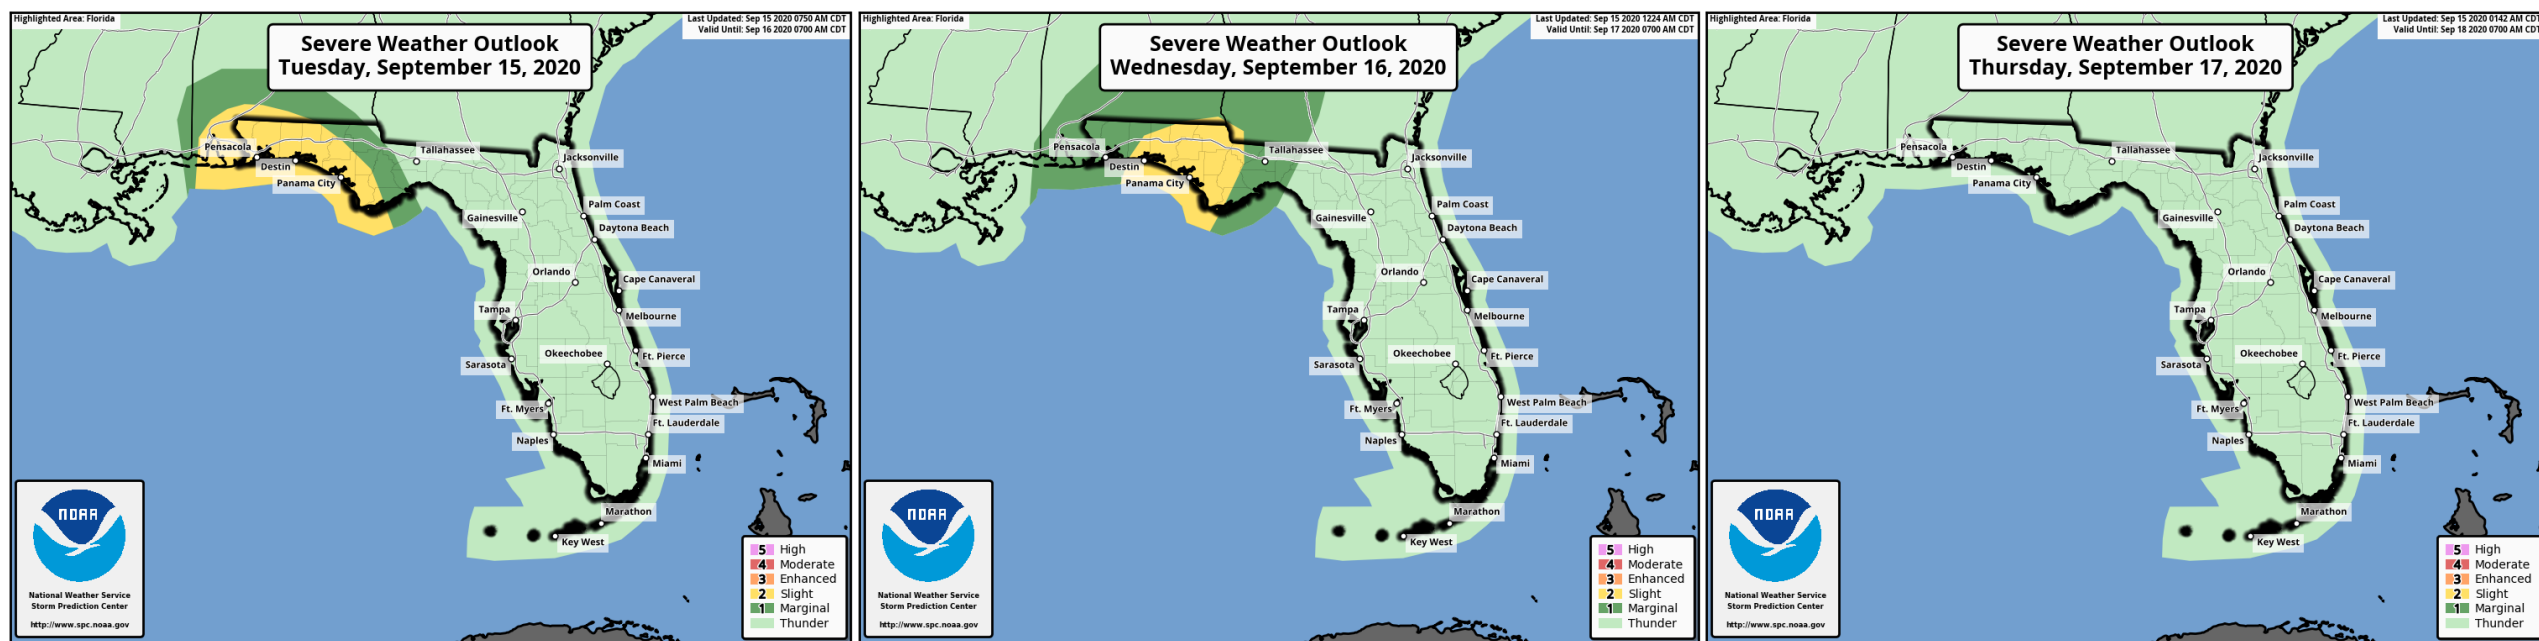 Highlighted Area: Florida
Last Updated: Sep 15 2020 0750 AM CDT
Valid Until: Sep 16 2020 0700 AM CDT
Severe Weather Outlook
Tuesday, September 15, 2020
Pensacola
Destin
Panama City
Tallahassee
Jacksonville
Palm Coast
Gainesville
Daytona Beach
Orlando
Cape Canaveral
Tampa
Melbourne
Okeechobee
Ft. Pierce
Sarasota
West Palm Beach
Ft. Myers
Ft. Lauderdale
Naples
Miami
Marathon
Key West
NOAA
National Weather Service
Storm Prediction Center
http://www.spc.noaa.gov
5 High
4 Moderate
3 Enhanced
2 Slight
1 Marginal
Thunder
Highlighted Area: Florida
Last Updated: Sep 15 2020 1224 AM CDT
Valid Until: Sep 17 2020 0700 AM CDT
Severe Weather Outlook
Wednesday, September 16, 2020
Pensacola
Destin
Panama City
Tallahassee
Jacksonville
Palm Coast
Gainesville
Daytona Beach
Orlando
Cape Canaveral
Tampa
Melbourne
Okeechobee
Ft. Pierce
Sarasota
West Palm Beach
Ft. Myers
Ft. Lauderdale
Naples
Miami
Marathon
Key West
NOAA
National Weather Service
Storm Prediction Center
http://www.spc.noaa.gov
5 High
4 Moderate
3 Enhanced
2 Slight
1 Marginal
Thunder
Highlighted Area: Florida
Last Updated: Sep 15 2020 0142 AM CDT
Valid Until: Sep 18 2020 0700 AM CDT
Severe Weather Outlook
Thursday, September 17, 2020
Pensacola
Destin
Panama City
Tallahassee
Jacksonville
Palm Coast
Gainesville
Daytona Beach
Orlando
Cape Canaveral
Tampa
Melbourne
Okeechobee
Ft. Pierce
Sarasota
West Palm Beach
Ft. Myers
Ft. Lauderdale
Naples
Miami
Marathon
Key West
NOAA
National Weather Service
Storm Prediction Center
http://www.spc.noaa.gov
5 High
4 Moderate
3 Enhanced
2 Slight
1 Marginal
Thunder